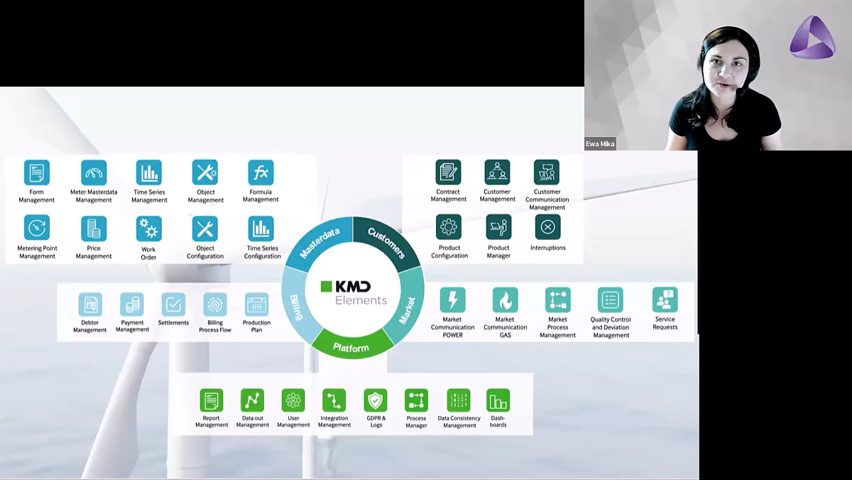 Ewa Mika
Form
Management
Meter Masterdata
Management
Time Series
Management
Object
Management
Formula
Management
Metering Point
Management
Price
Management
Work
Order
Object
Configuration
Time Series
Configuration
Contract
Management
Customer
Management
Customer
Communication
Management
Product
Configuration
Product
Manager
Interruptions
Masterdata
Customers
Billing
Market
Platform
KMD
Elements
Debtor
Management
Payment
Management
Settlements
Billing
Process Flow
Production
Plan
Market
Communication
POWER
Market
Communication
GAS
Market
Process
Management
Quality Control
and Deviation
Management
Service
Requests
Report
Management
Data out
Management
User
Management
Integration
Management
GDPR &
Logs
Process
Manager
Data Consistency
Management
Dash-
boards